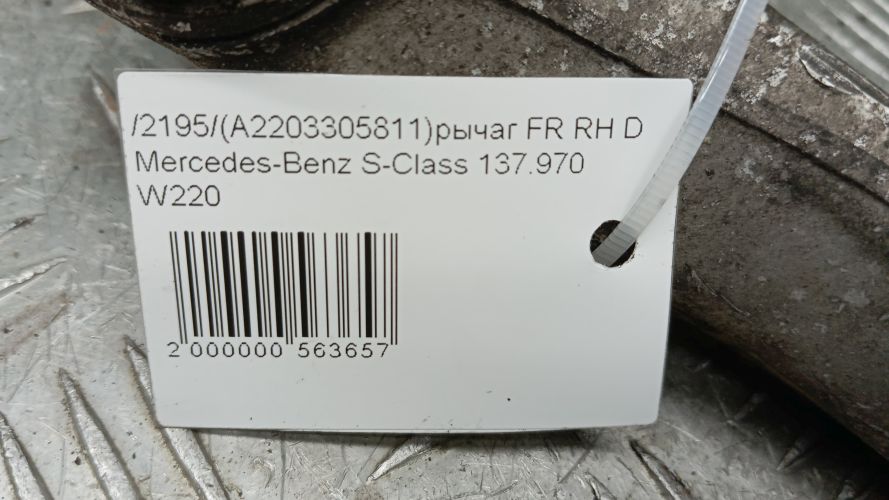 /2195/(A2203305811)рычаг FR RH D
Mercedes-Benz S-Class 137.970
W220
2 000000 563657